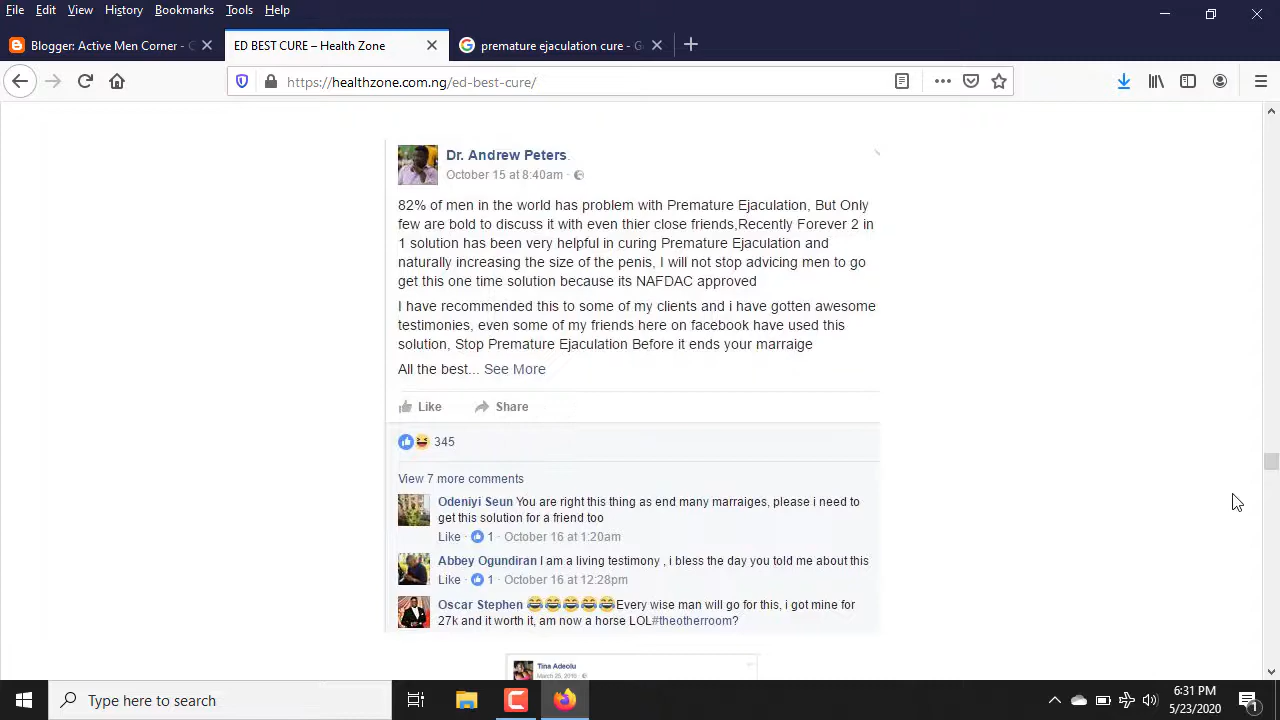 File Edit View History Bookmarks Tools Help
Blogger: Active Men Corner - C
ED BEST CURE – Health Zone
premature ejaculation cure - G
https://healthzone.com.ng/ed-best-cure/
Dr. Andrew Peters.
October 15 at 8:40am ·
82% of men in the world has problem with Premature Ejaculation, But Only
few are bold to discuss it with even thier close friends,Recently Forever 2 in
1 solution has been very helpful in curing Premature Ejaculation and
naturally increasing the size of the penis, I will not stop advicing men to go
get this one time solution because its NAFDAC approved
I have recommended this to some of my clients and i have gotten awesome
testimonies, even some of my friends here on facebook have used this
solution, Stop Premature Ejaculation Before it ends your marraige
All the best... See More
Like Share
345
View 7 more comments
Odeniyi Seun You are right this thing as end many marraiges, please i need to
get this solution for a friend too
Like · 1 · October 16 at 1:20am
Abbey Ogundiran I am a living testimony , i bless the day you told me about this
Like · 1 · October 16 at 12:28pm
Oscar Stephen 😂😂😂😂😂Every wise man will go for this, i got mine for
27k and it worth it, am now a horse LOL#theotherroom?
Tina Adeolu
March 25, 2016 ·
Type here to search
6:31 PM
5/23/2020
1